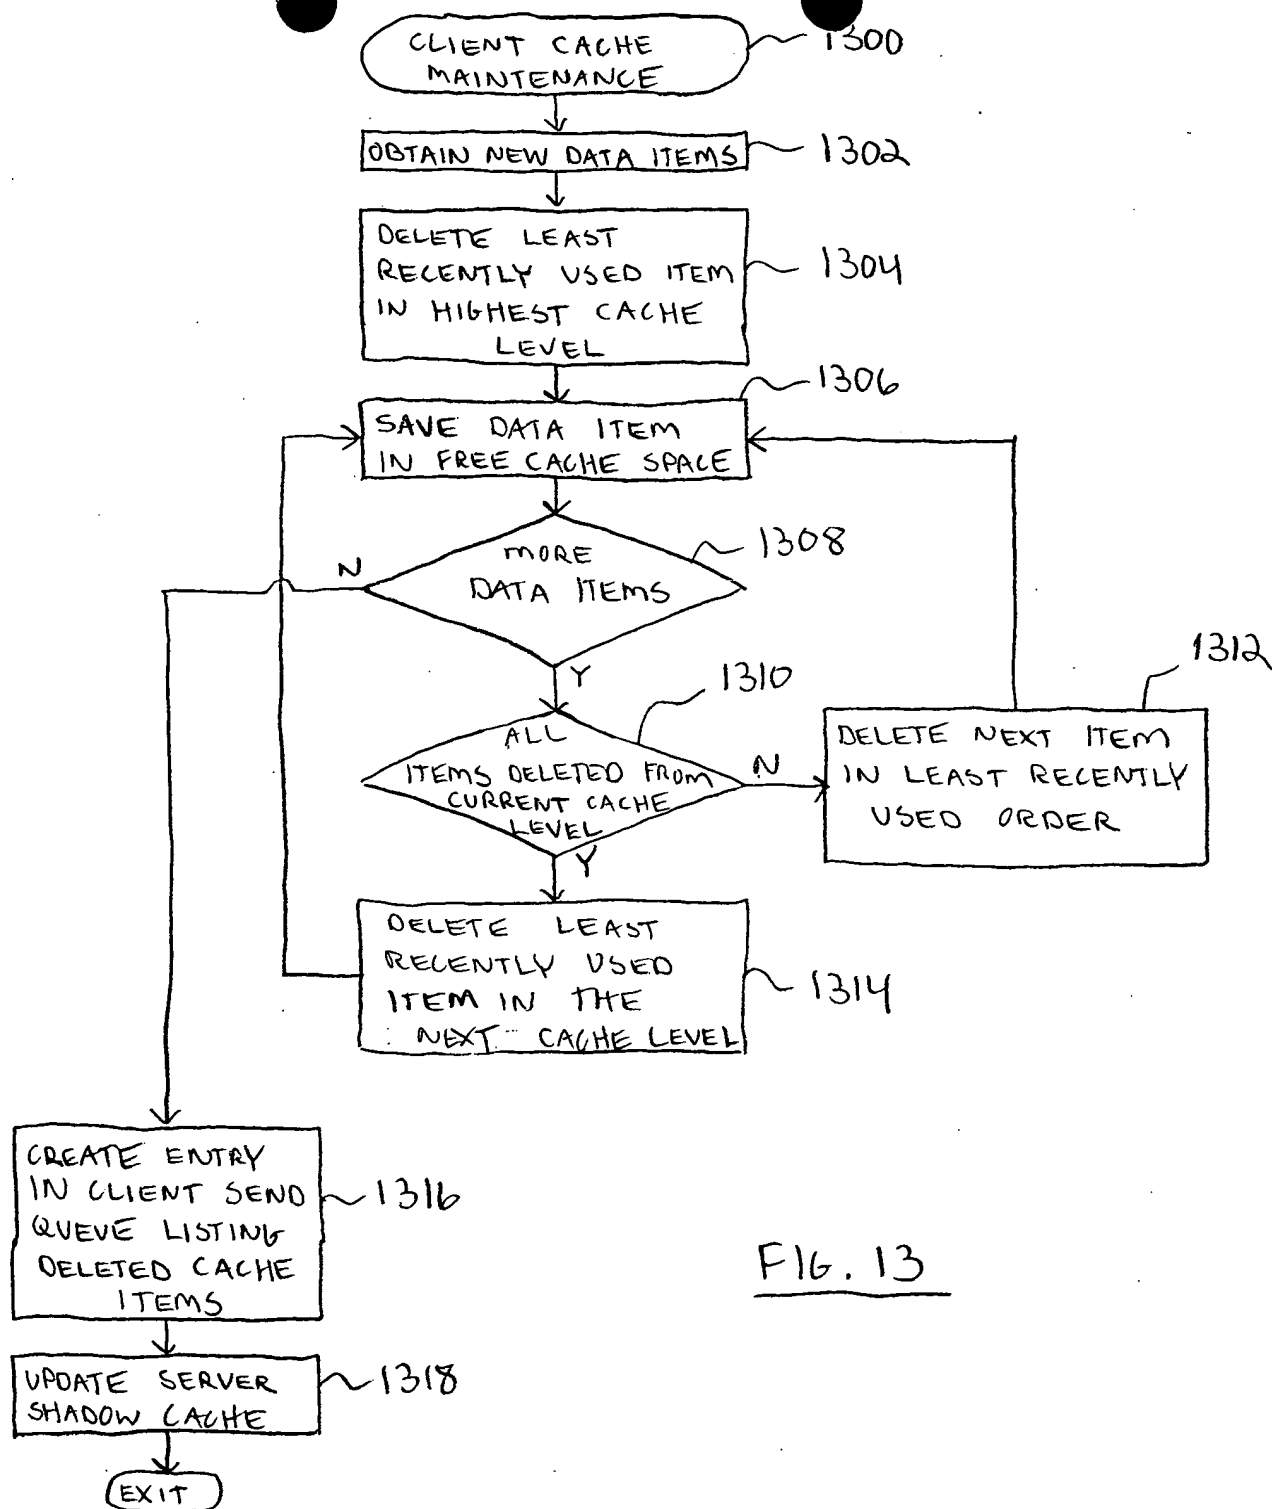 CLIENT CACHE
MAINTENANCE
1300
OBTAIN NEW DATA ITEMS
1302
DELETE LEAST
RECENTLY USED ITEM
IN HIGHEST CACHE
LEVEL
1304
1306
SAVE DATA ITEM
IN FREE CACHE SPACE
MORE
DATA ITEMS
1308
N
Y
1310
ALL
ITEMS DELETED FROM
CURRENT CACHE
LEVEL
N
Y
1312
DELETE NEXT ITEM
IN LEAST RECENTLY
USED ORDER
DELETE LEAST
RECENTLY USED
ITEM IN THE
NEXT CACHE LEVEL
1314
CREATE ENTRY
IN CLIENT SEND
QUEUE LISTING
DELETED CACHE
ITEMS
1316
FIG. 13
UPDATE SERVER
SHADOW CACHE
1318
EXIT